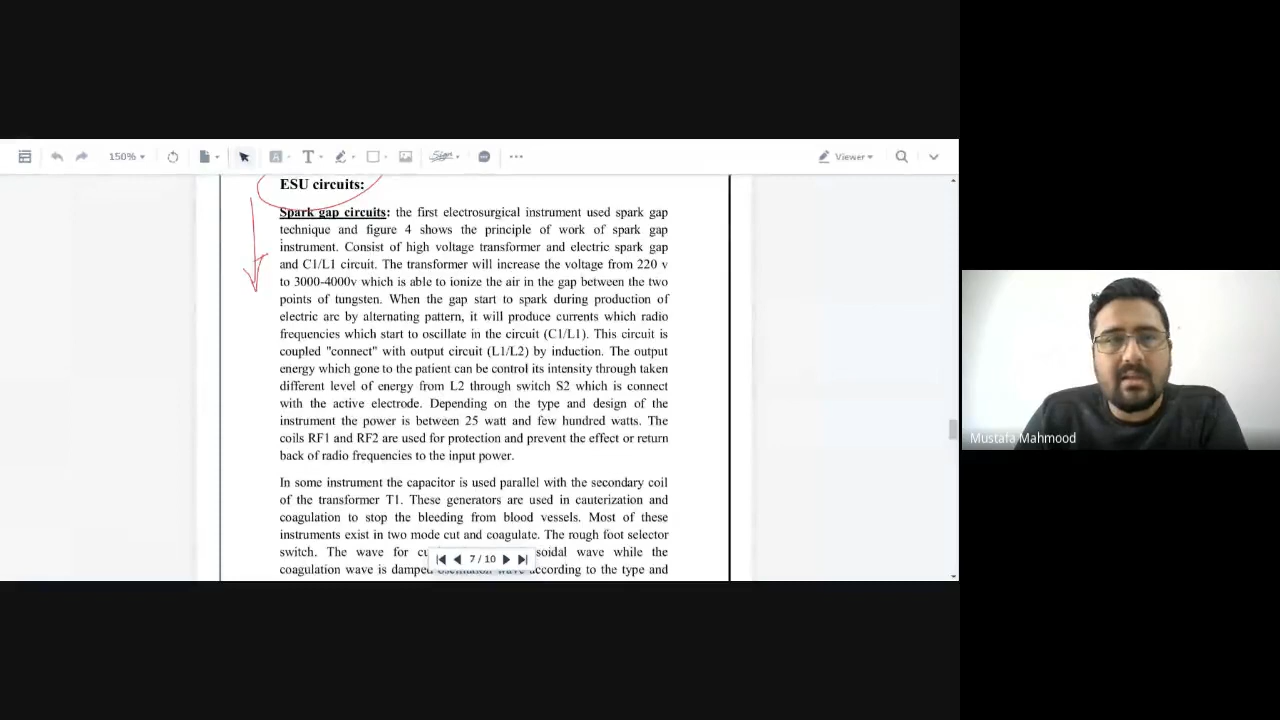 150%
T
Viewer
ESU circuits:
Spark gap circuits: the first electrosurgical instrument used spark gap
technique and figure 4 shows the principle of work of spark gap
instrument. Consist of high voltage transformer and electric spark gap
and C1/L1 circuit. The transformer will increase the voltage from 220 v
to 3000-4000v which is able to ionize the air in the gap between the two
points of tungsten. When the gap start to spark during production of
electric arc by alternating pattern, it will produce currents which radio
frequencies which start to oscillate in the circuit (C1/L1). This circuit is
coupled "connect" with output circuit (L1/L2) by induction. The output
energy which gone to the patient can be control its intensity through taken
different level of energy from L2 through switch S2 which is connect
with the active electrode. Depending on the type and design of the
instrument the power is between 25 watt and few hundred watts. The
coils RF1 and RF2 are used for protection and prevent the effect or return
back of radio frequencies to the input power.
In some instrument the capacitor is used parallel with the secondary coil
of the transformer T1. These generators are used in cauterization and
coagulation to stop the bleeding from blood vessels. Most of these
instruments exist in two mode cut and coagulate. The rough foot selector
switch. The wave for soidal wave while the
coagulation wave is damped according to the type and
7 / 10
Mustafa Mahmood